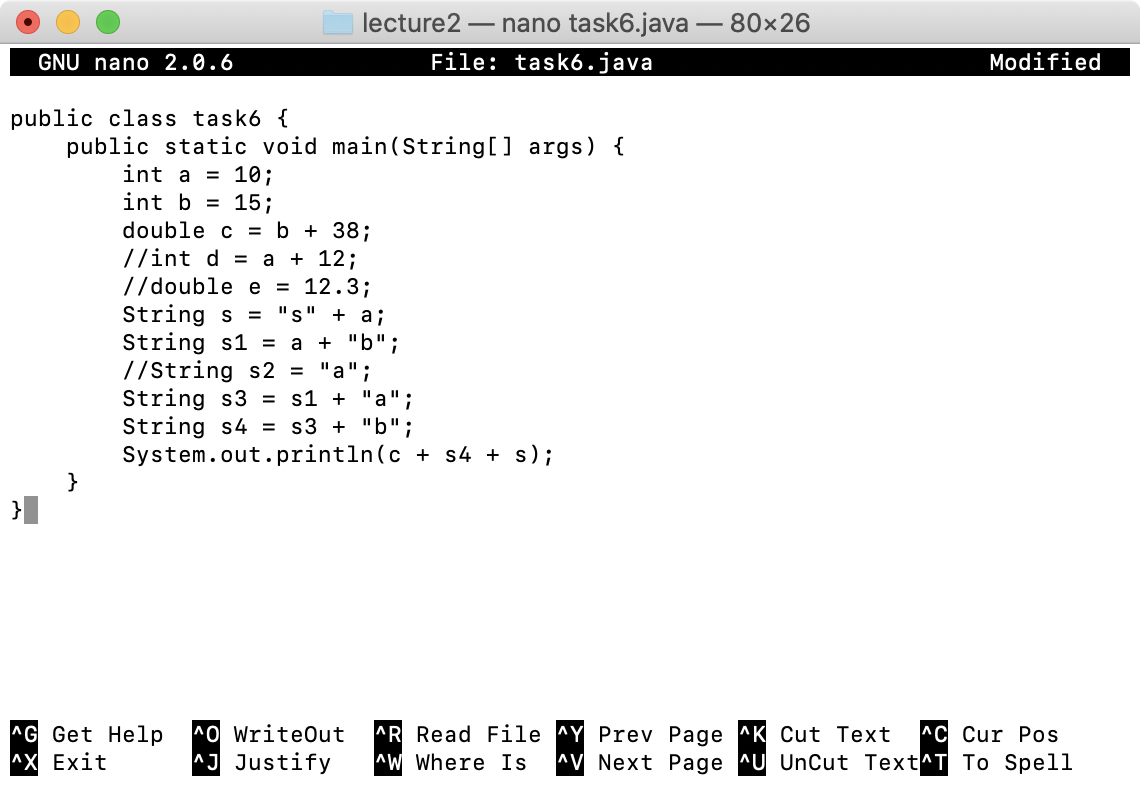 lecture2 — nano task6.java — 80×26
GNU nano 2.0.6 File: task6.java Modified
public class task6 {
    public static void main(String[] args) {
        int a = 10;
        int b = 15;
        double c = b + 38;
        //int d = a + 12;
        //double e = 12.3;
        String s = "s" + a;
        String s1 = a + "b";
        //String s2 = "a";
        String s3 = s1 + "a";
        String s4 = s3 + "b";
        System.out.println(c + s4 + s);
    }
}
^G Get Help ^O WriteOut ^R Read File ^Y Prev Page ^K Cut Text ^C Cur Pos
^X Exit ^J Justify ^W Where Is ^V Next Page ^U UnCut Text ^T To Spell